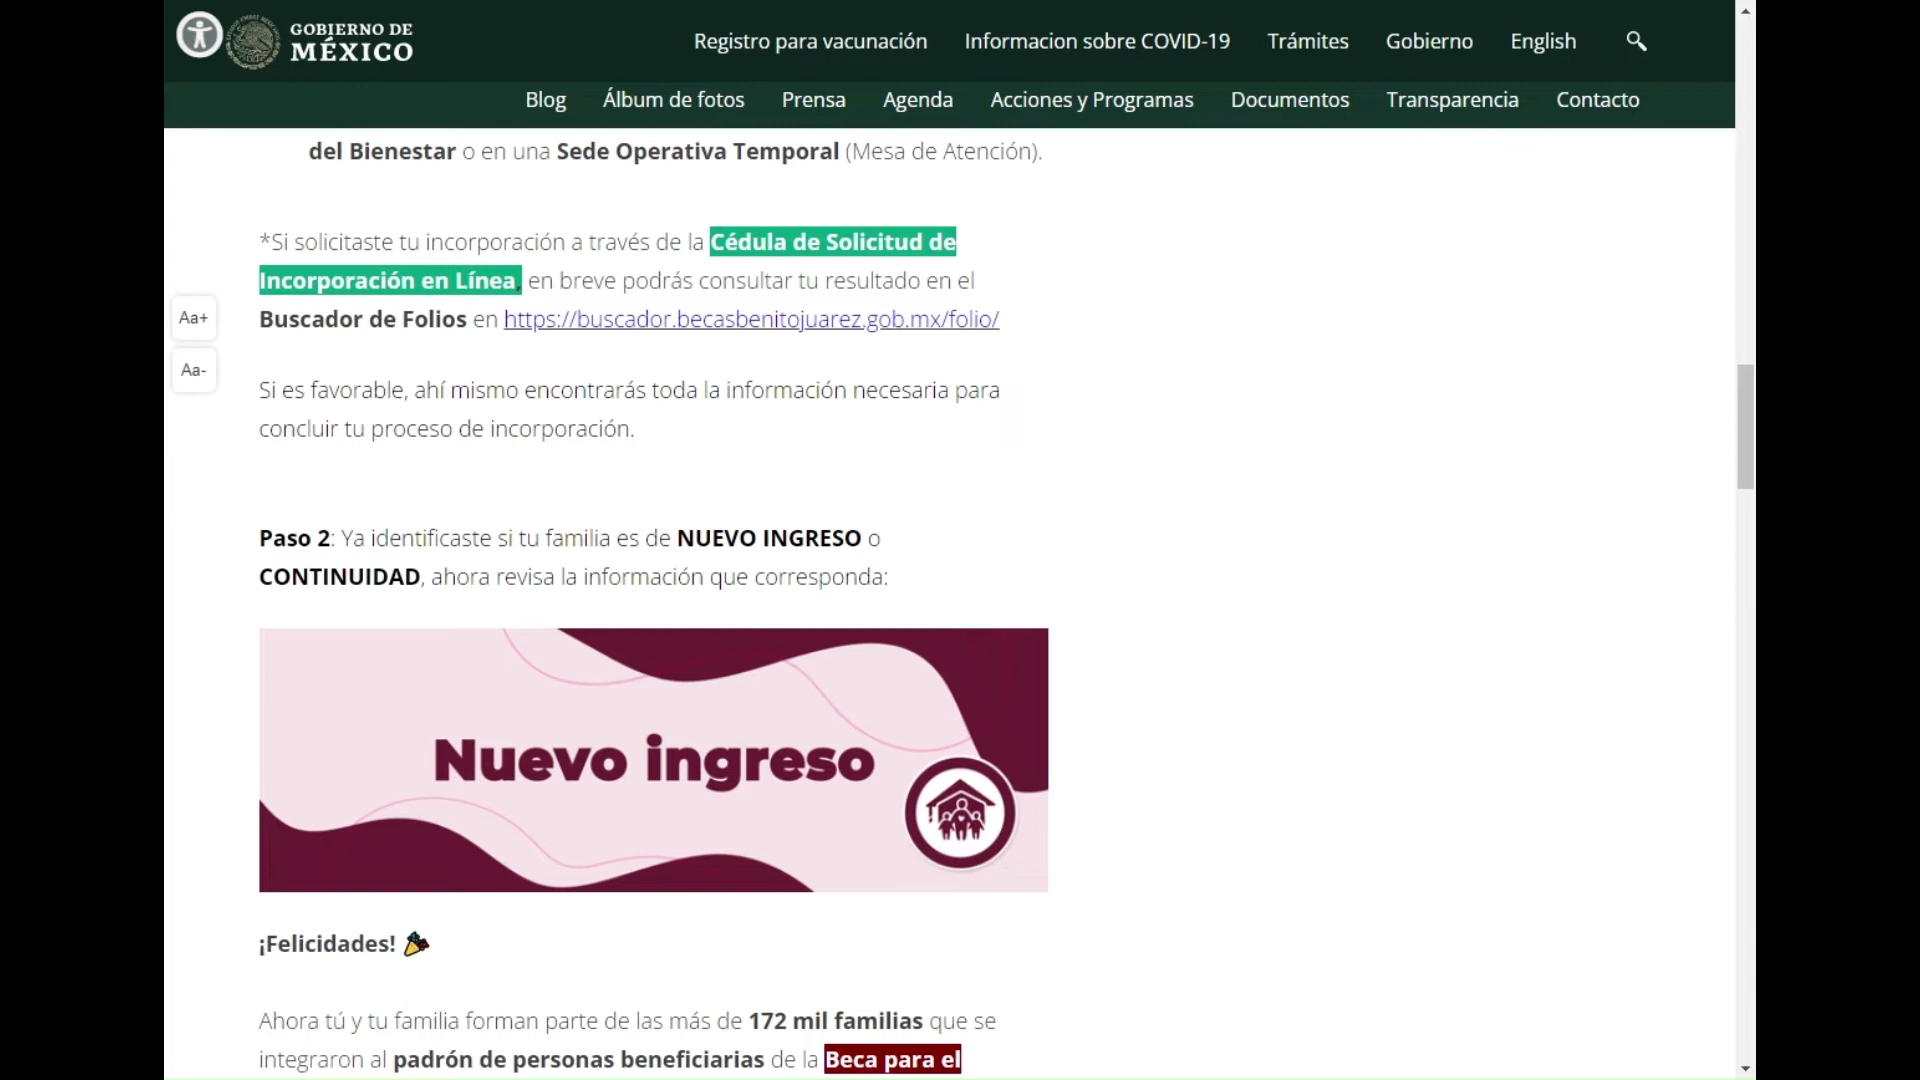 GOBIERNO DE
MÉXICO
Registro para vacunación Informacion sobre COVID-19 Trámites Gobierno English
Blog Álbum de fotos Prensa Agenda Acciones y Programas Documentos Transparencia Contacto
del Bienestar o en una Sede Operativa Temporal (Mesa de Atención).
*Si solicitaste tu incorporación a través de la Cédula de Solicitud de
Incorporación en Línea, en breve podrás consultar tu resultado en el
Buscador de Folios en https://buscador.becasbenitojuarez.gob.mx/folio/
Aa+
Aa-
Si es favorable, ahí mismo encontrarás toda la información necesaria para
concluir tu proceso de incorporación.
Paso 2: Ya identificaste si tu familia es de NUEVO INGRESO o
CONTINUIDAD, ahora revisa la información que corresponda:
Nuevo ingreso
¡Felicidades!
Ahora tú y tu familia forman parte de las más de 172 mil familias que se
integraron al padrón de personas beneficiarias de la Beca para el